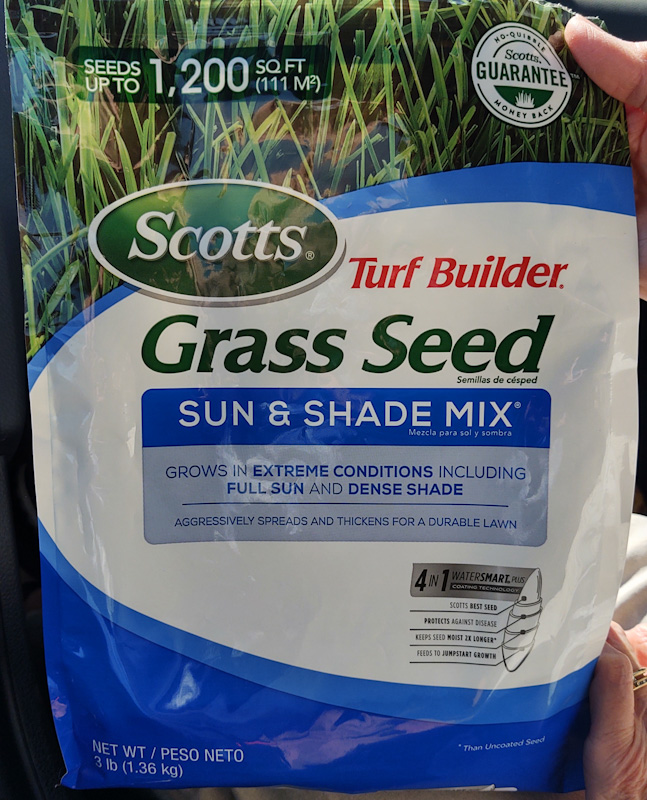 SEEDS UP TO 1,200 SQ FT (111 M²)
NO-QUIBBLE
Scotts.
GUARANTEE™
MONEY BACK
Scotts®
Turf Builder®
Grass Seed
Semillas de césped
SUN & SHADE MIX®
Mezcla para sol y sombra
GROWS IN EXTREME CONDITIONS INCLUDING
FULL SUN AND DENSE SHADE
AGGRESSIVELY SPREADS AND THICKENS FOR A DURABLE LAWN
4 IN 1 WATERSMART® PLUS
COATING TECHNOLOGY
SCOTTS BEST SEED
PROTECTS AGAINST DISEASE
KEEPS SEED MOIST 2X LONGER*
FEEDS TO JUMPSTART GROWTH
NET WT / PESO NETO
3 lb (1.36 kg)
* Than Uncoated Seed